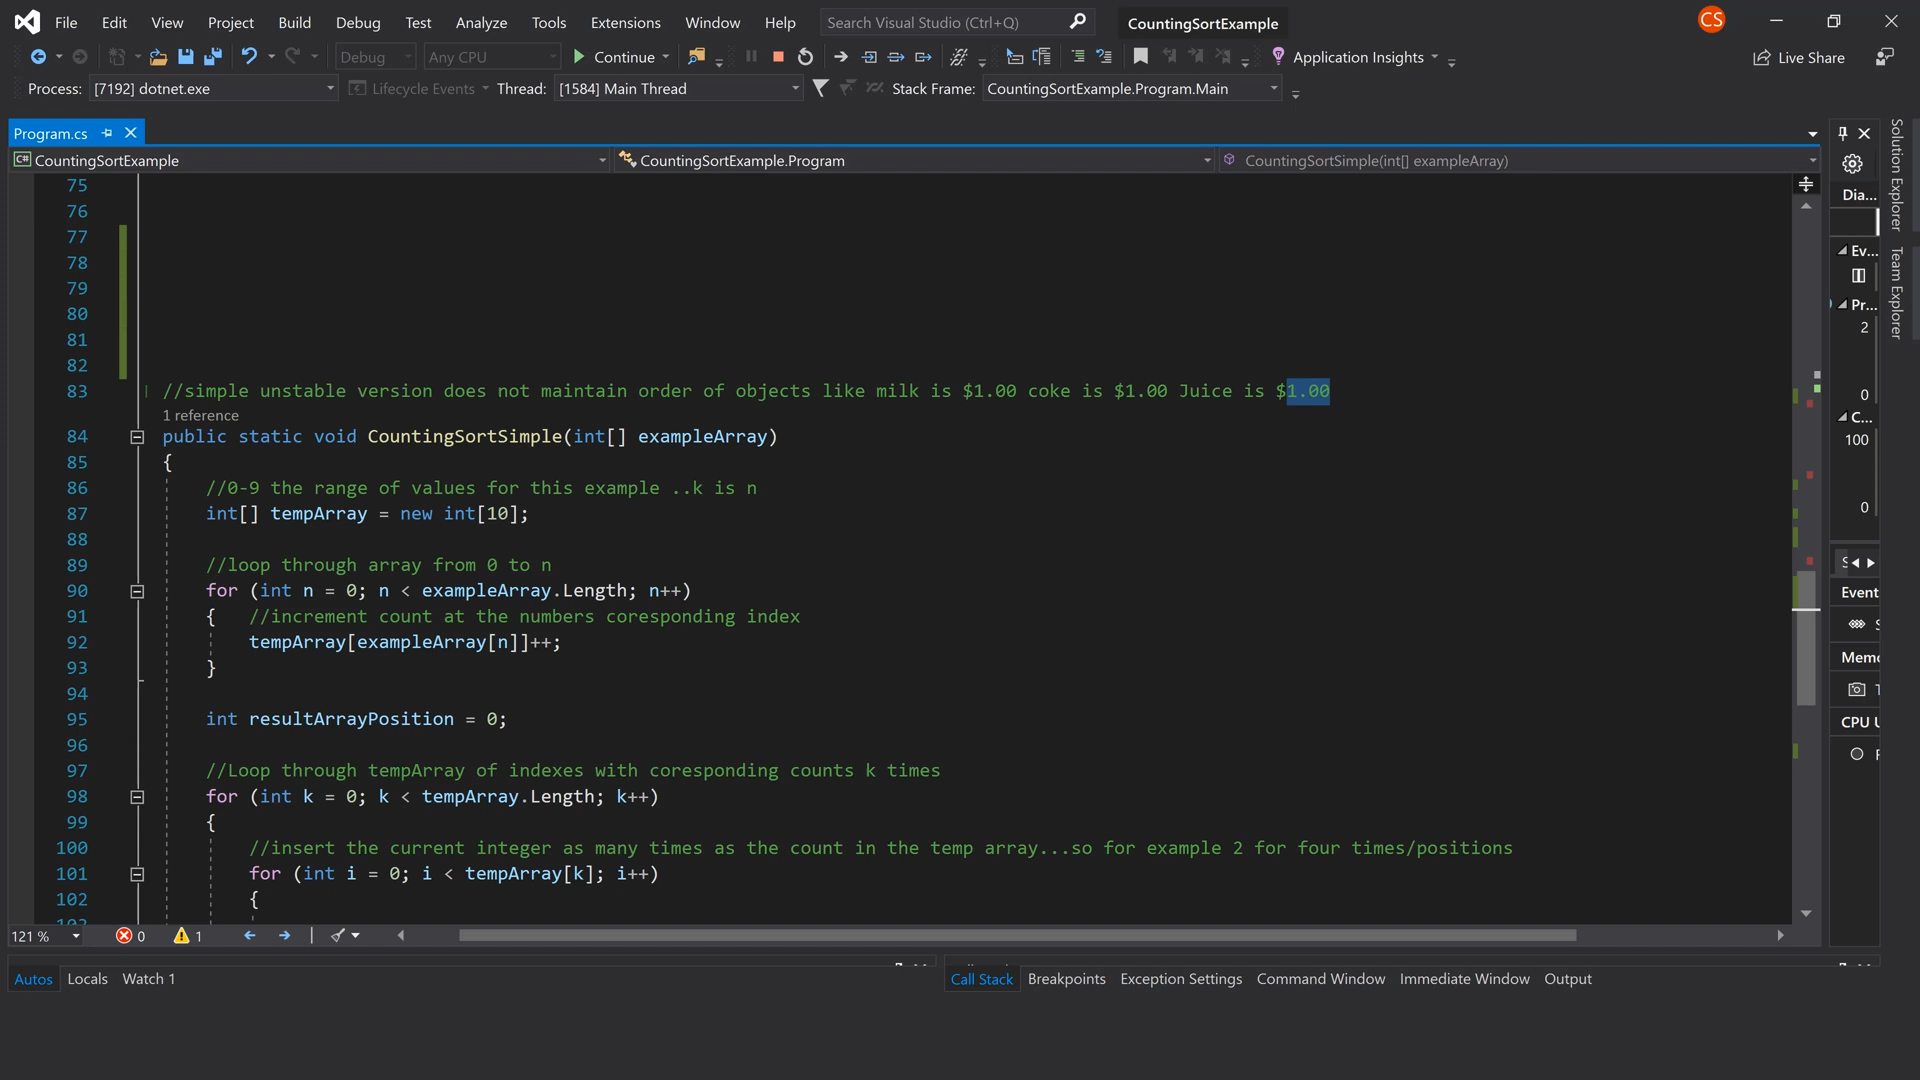 File Edit View Project Build Debug Test Analyze Tools Extensions Window Help Search Visual Studio (Ctrl+Q) CountingSortExample CS
Debug Any CPU Continue Application Insights Live Share
Process: [7192] dotnet.exe Lifecycle Events Thread: [1584] Main Thread Stack Frame: CountingSortExample.Program.Main
Program.cs
C# CountingSortExample CountingSortExample.Program CountingSortSimple(int[] exampleArray)
75
76
77
78
79
80
81
82
83 //simple unstable version does not maintain order of objects like milk is $1.00 coke is $1.00 Juice is $1.00
1 reference
84 public static void CountingSortSimple(int[] exampleArray)
85 {
86 //0-9 the range of values for this example ..k is n
87 int[] tempArray = new int[10];
88
89 //loop through array from 0 to n
90 for (int n = 0; n < exampleArray.Length; n++)
91 { //increment count at the numbers coresponding index
92 tempArray[exampleArray[n]]++;
93 }
94
95 int resultArrayPosition = 0;
96
97 //Loop through tempArray of indexes with coresponding counts k times
98 for (int k = 0; k < tempArray.Length; k++)
99 {
100 //insert the current integer as many times as the count in the temp array...so for example 2 for four times/positions
101 for (int i = 0; i < tempArray[k]; i++)
102 {
121 % 0 1
Autos Locals Watch 1 Call Stack Breakpoints Exception Settings Command Window Immediate Window Output
Dia...
Ev...
Pr...
2
0
C...
100
0
Event
Memo
CPU U
Solution Explorer
Team Explorer